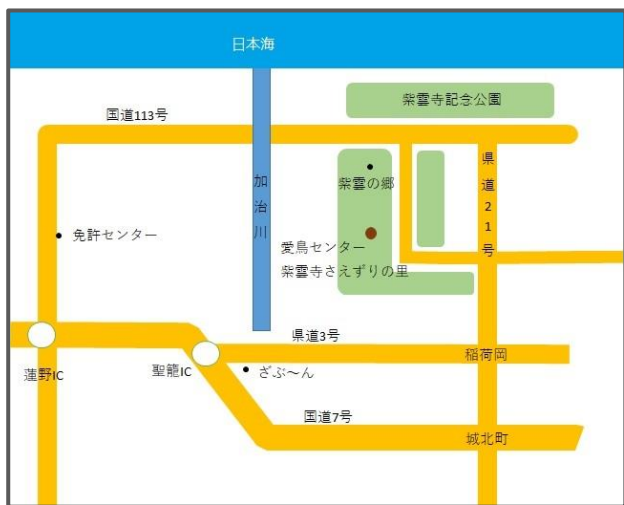 日本海
紫雲寺記念公園
国道113号
加治川
県道21号
紫雲の郷
免許センター
愛鳥センター
紫雲寺さえずりの里
県道3号
稲荷岡
蓮野IC
聖籠IC
ざぶ～ん
国道7号
城北町